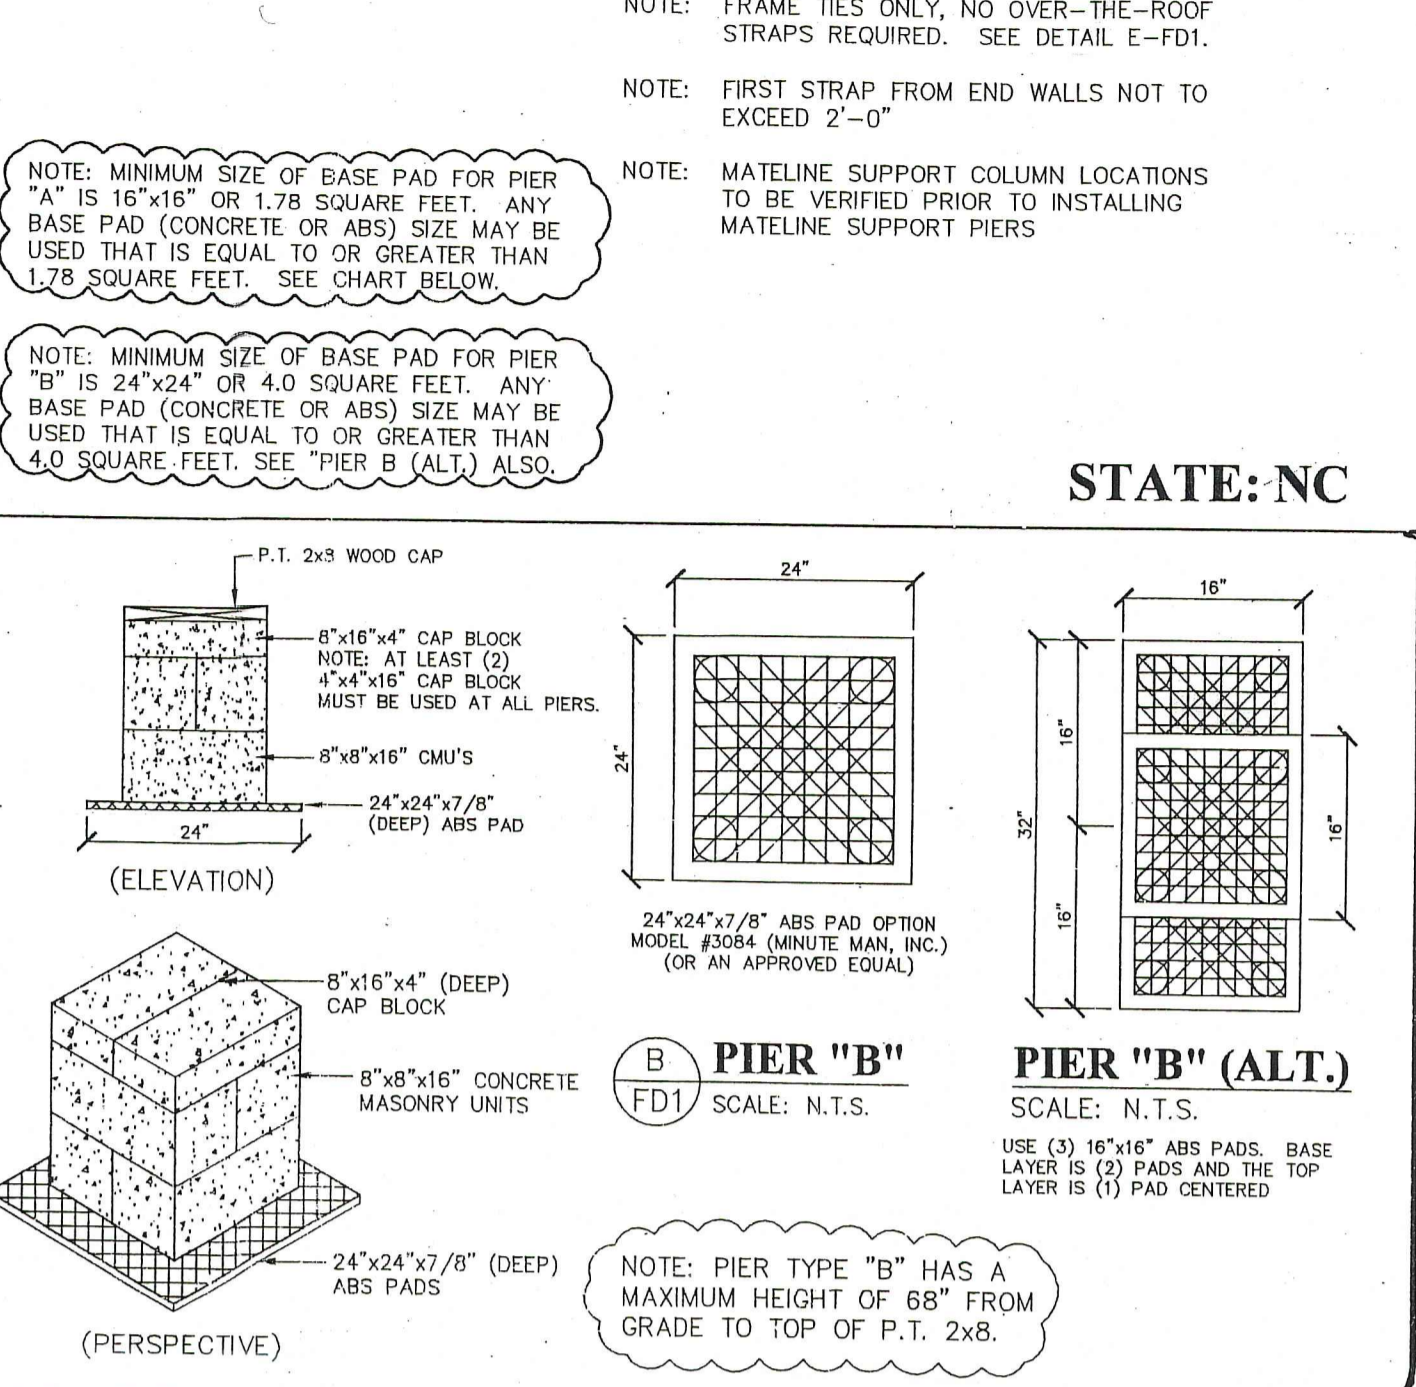 NOTE: FRAME TIES ONLY, NO OVER-THE-ROOF
STRAPS REQUIRED. SEE DETAIL E-FD1.
NOTE: FIRST STRAP FROM END WALLS NOT TO
EXCEED 2'-0"
NOTE: MATELINE SUPPORT COLUMN LOCATIONS
TO BE VERIFIED PRIOR TO INSTALLING
MATELINE SUPPORT PIERS
NOTE: MINIMUM SIZE OF BASE PAD FOR PIER
"A" IS 16"x16" OR 1.78 SQUARE FEET. ANY
BASE PAD (CONCRETE OR ABS) SIZE MAY BE
USED THAT IS EQUAL TO OR GREATER THAN
1.78 SQUARE FEET. SEE CHART BELOW.
NOTE: MINIMUM SIZE OF BASE PAD FOR PIER
"B" IS 24"x24" OR 4.0 SQUARE FEET. ANY
BASE PAD (CONCRETE OR ABS) SIZE MAY BE
USED THAT IS EQUAL TO OR GREATER THAN
4.0 SQUARE FEET. SEE "PIER B (ALT.) ALSO.
STATE: NC
P.T. 2x8 WOOD CAP
8"x16"x4" CAP BLOCK
NOTE: AT LEAST (2)
4"x4"x16" CAP BLOCK
MUST BE USED AT ALL PIERS.
8"x8"x16" CMU'S
24"x24"x7/8"
(DEEP) ABS PAD
24"
(ELEVATION)
24"
24"
24"x24"x7/8" ABS PAD OPTION
MODEL #3084 (MINUTE MAN, INC.)
(OR AN APPROVED EQUAL)
B
FD1
PIER "B"
SCALE: N.T.S.
16"
32"
16"
16"
16"
PIER "B" (ALT.)
SCALE: N.T.S.
USE (3) 16"x16" ABS PADS. BASE
LAYER IS (2) PADS AND THE TOP
LAYER IS (1) PAD CENTERED
8"x16"x4" (DEEP)
CAP BLOCK
8"x8"x16" CONCRETE
MASONRY UNITS
24"x24"x7/8" (DEEP)
ABS PADS
(PERSPECTIVE)
NOTE: PIER TYPE "B" HAS A
MAXIMUM HEIGHT OF 68" FROM
GRADE TO TOP OF P.T. 2x8.